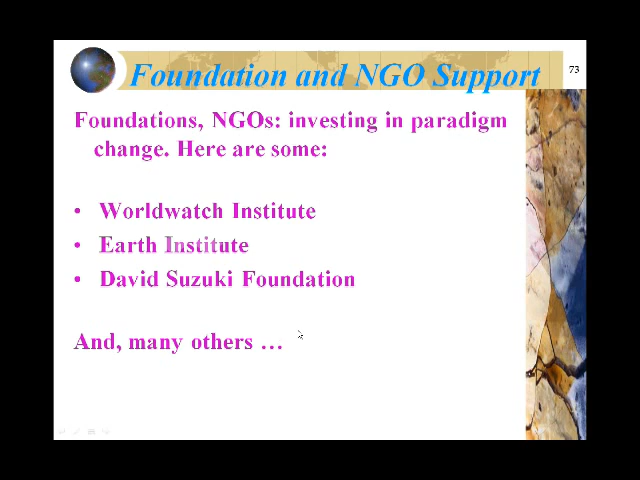 Foundation and NGO Support
73
Foundations, NGOs: investing in paradigm
change. Here are some:
• Worldwatch Institute
• Earth Institute
• David Suzuki Foundation
And, many others …